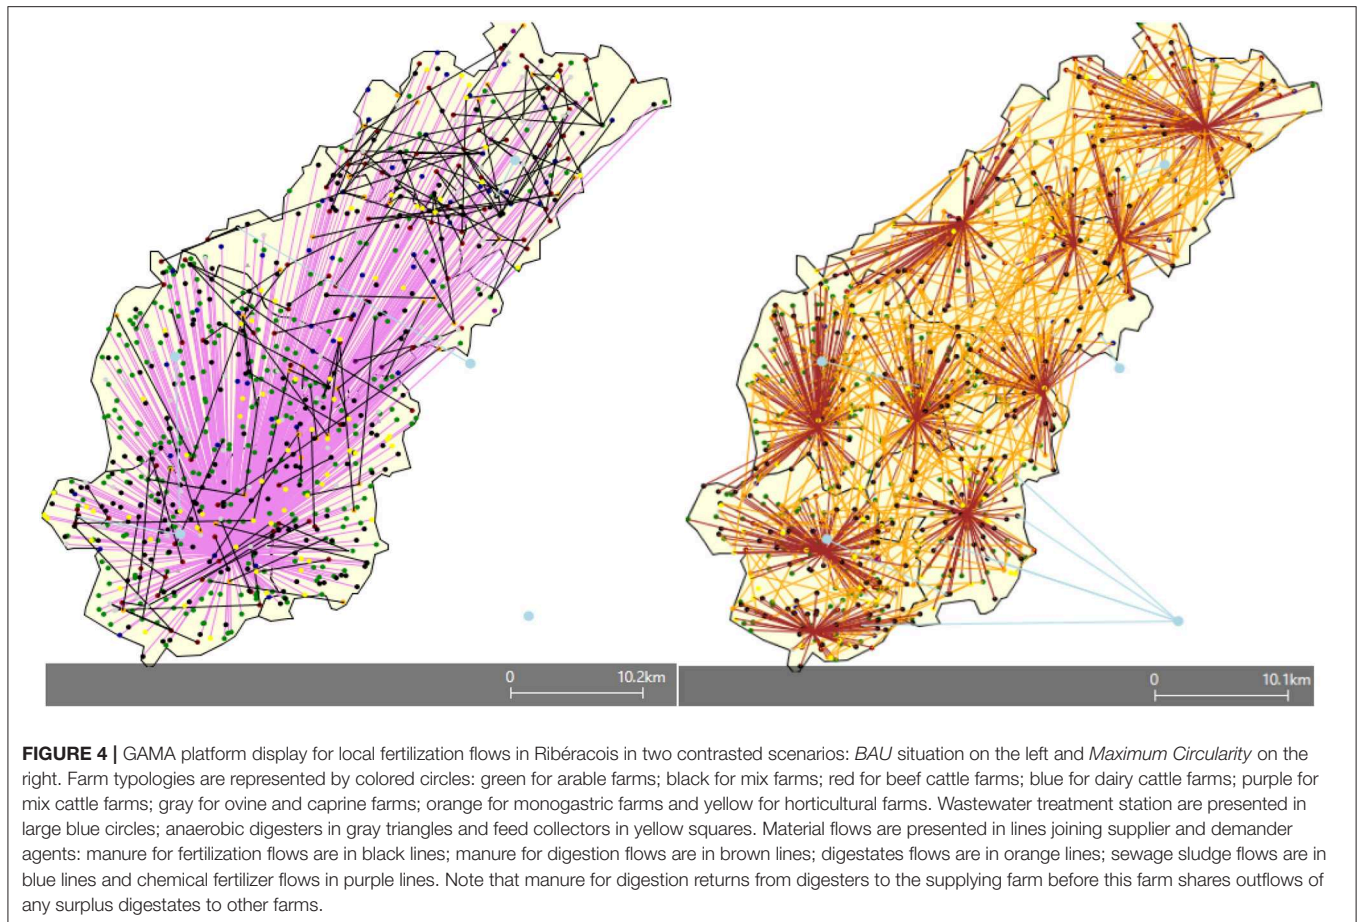 0 10.2km
0 10.1km
FIGURE 4 | GAMA platform display for local fertilization flows in Ribéracois in two contrasted scenarios: BAU situation on the left and Maximum Circularity on the
right. Farm typologies are represented by colored circles: green for arable farms; black for mix farms; red for beef cattle farms; blue for dairy cattle farms; purple for
mix cattle farms; gray for ovine and caprine farms; orange for monogastric farms and yellow for horticultural farms. Wastewater treatment station are presented in
large blue circles; anaerobic digesters in gray triangles and feed collectors in yellow squares. Material flows are presented in lines joining supplier and demander
agents: manure for fertilization flows are in black lines; manure for digestion flows are in brown lines; digestates flows are in orange lines; sewage sludge flows are in
blue lines and chemical fertilizer flows in purple lines. Note that manure for digestion returns from digesters to the supplying farm before this farm shares outflows of
any surplus digestates to other farms.